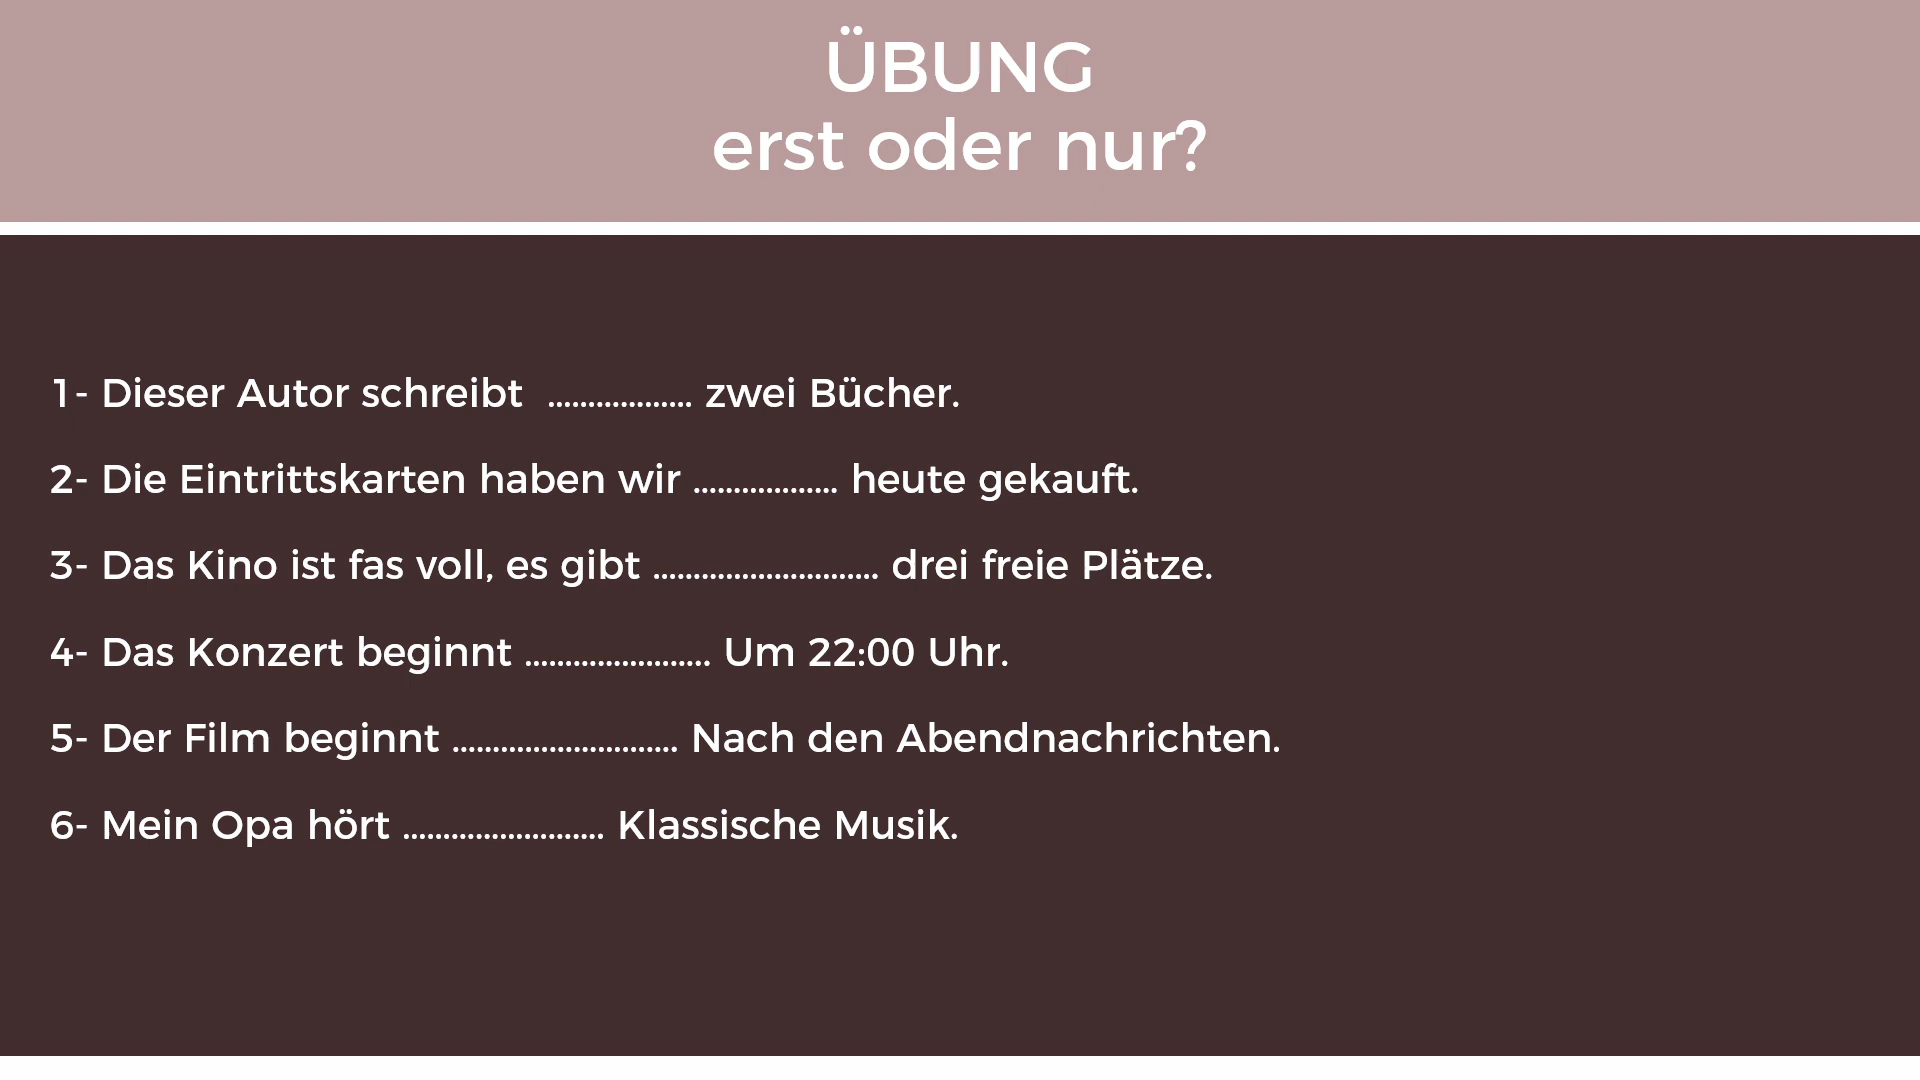 ÜBUNG
erst oder nur?
1- Dieser Autor schreibt .................. zwei Bücher.
2- Die Eintrittskarten haben wir .................. heute gekauft.
3- Das Kino ist fas voll, es gibt ............................ drei freie Plätze.
4- Das Konzert beginnt ....................... Um 22:00 Uhr.
5- Der Film beginnt ............................ Nach den Abendnachrichten.
6- Mein Opa hört ......................... Klassische Musik.